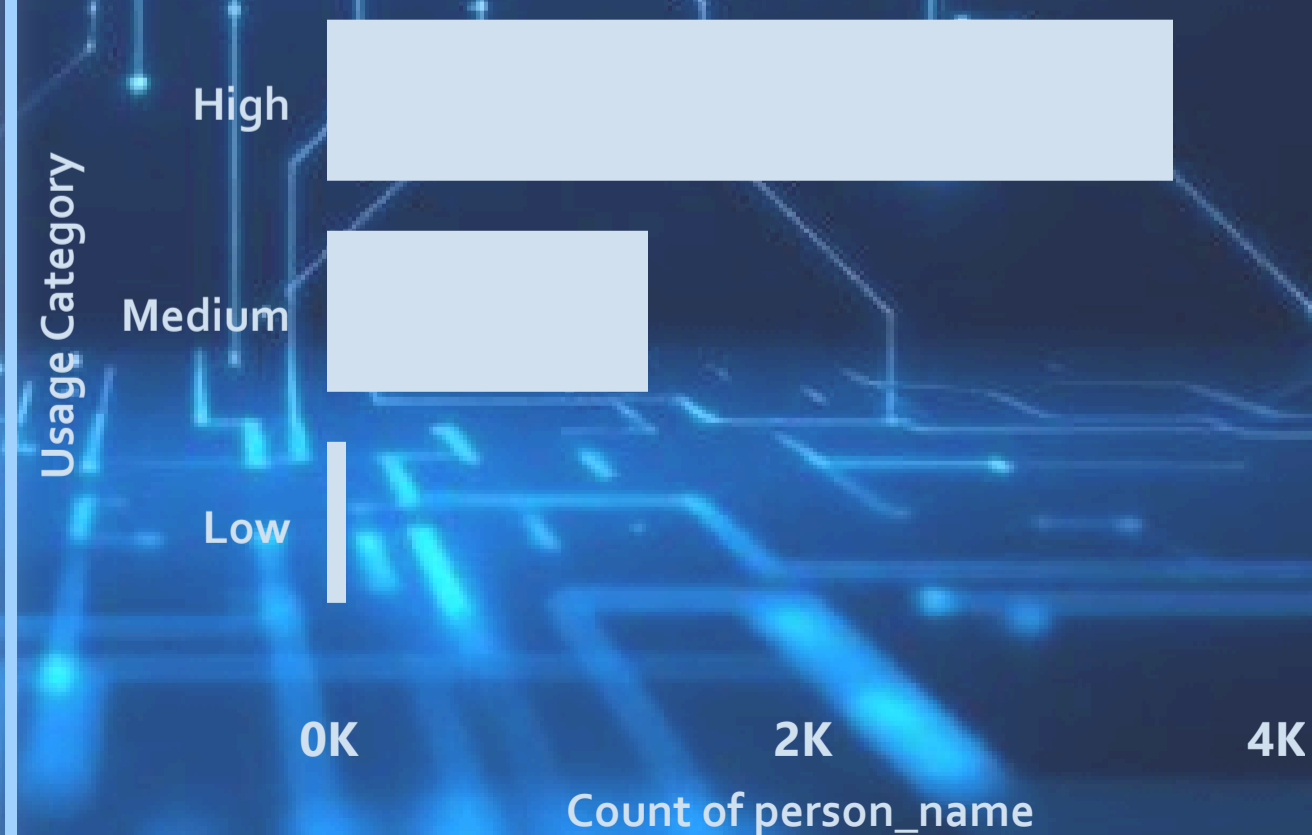 Usage Category
High
Medium
Low
0K 2K 4K
Count of person_name